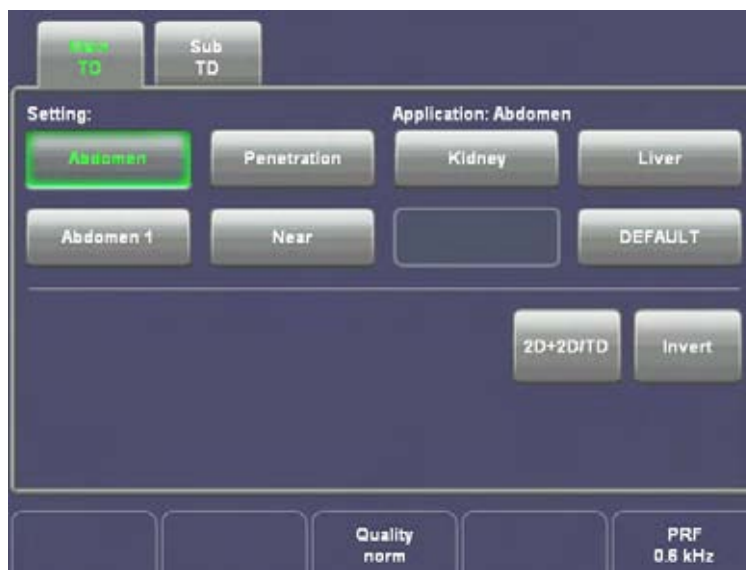 Main
TD
Sub
TD
Setting:
Application: Abdomen
Abdomen
Penetration
Kidney
Liver
Abdomen 1
Near
DEFAULT
2D+2D/TD
Invert
Quality
norm
PRF
0.6 kHz